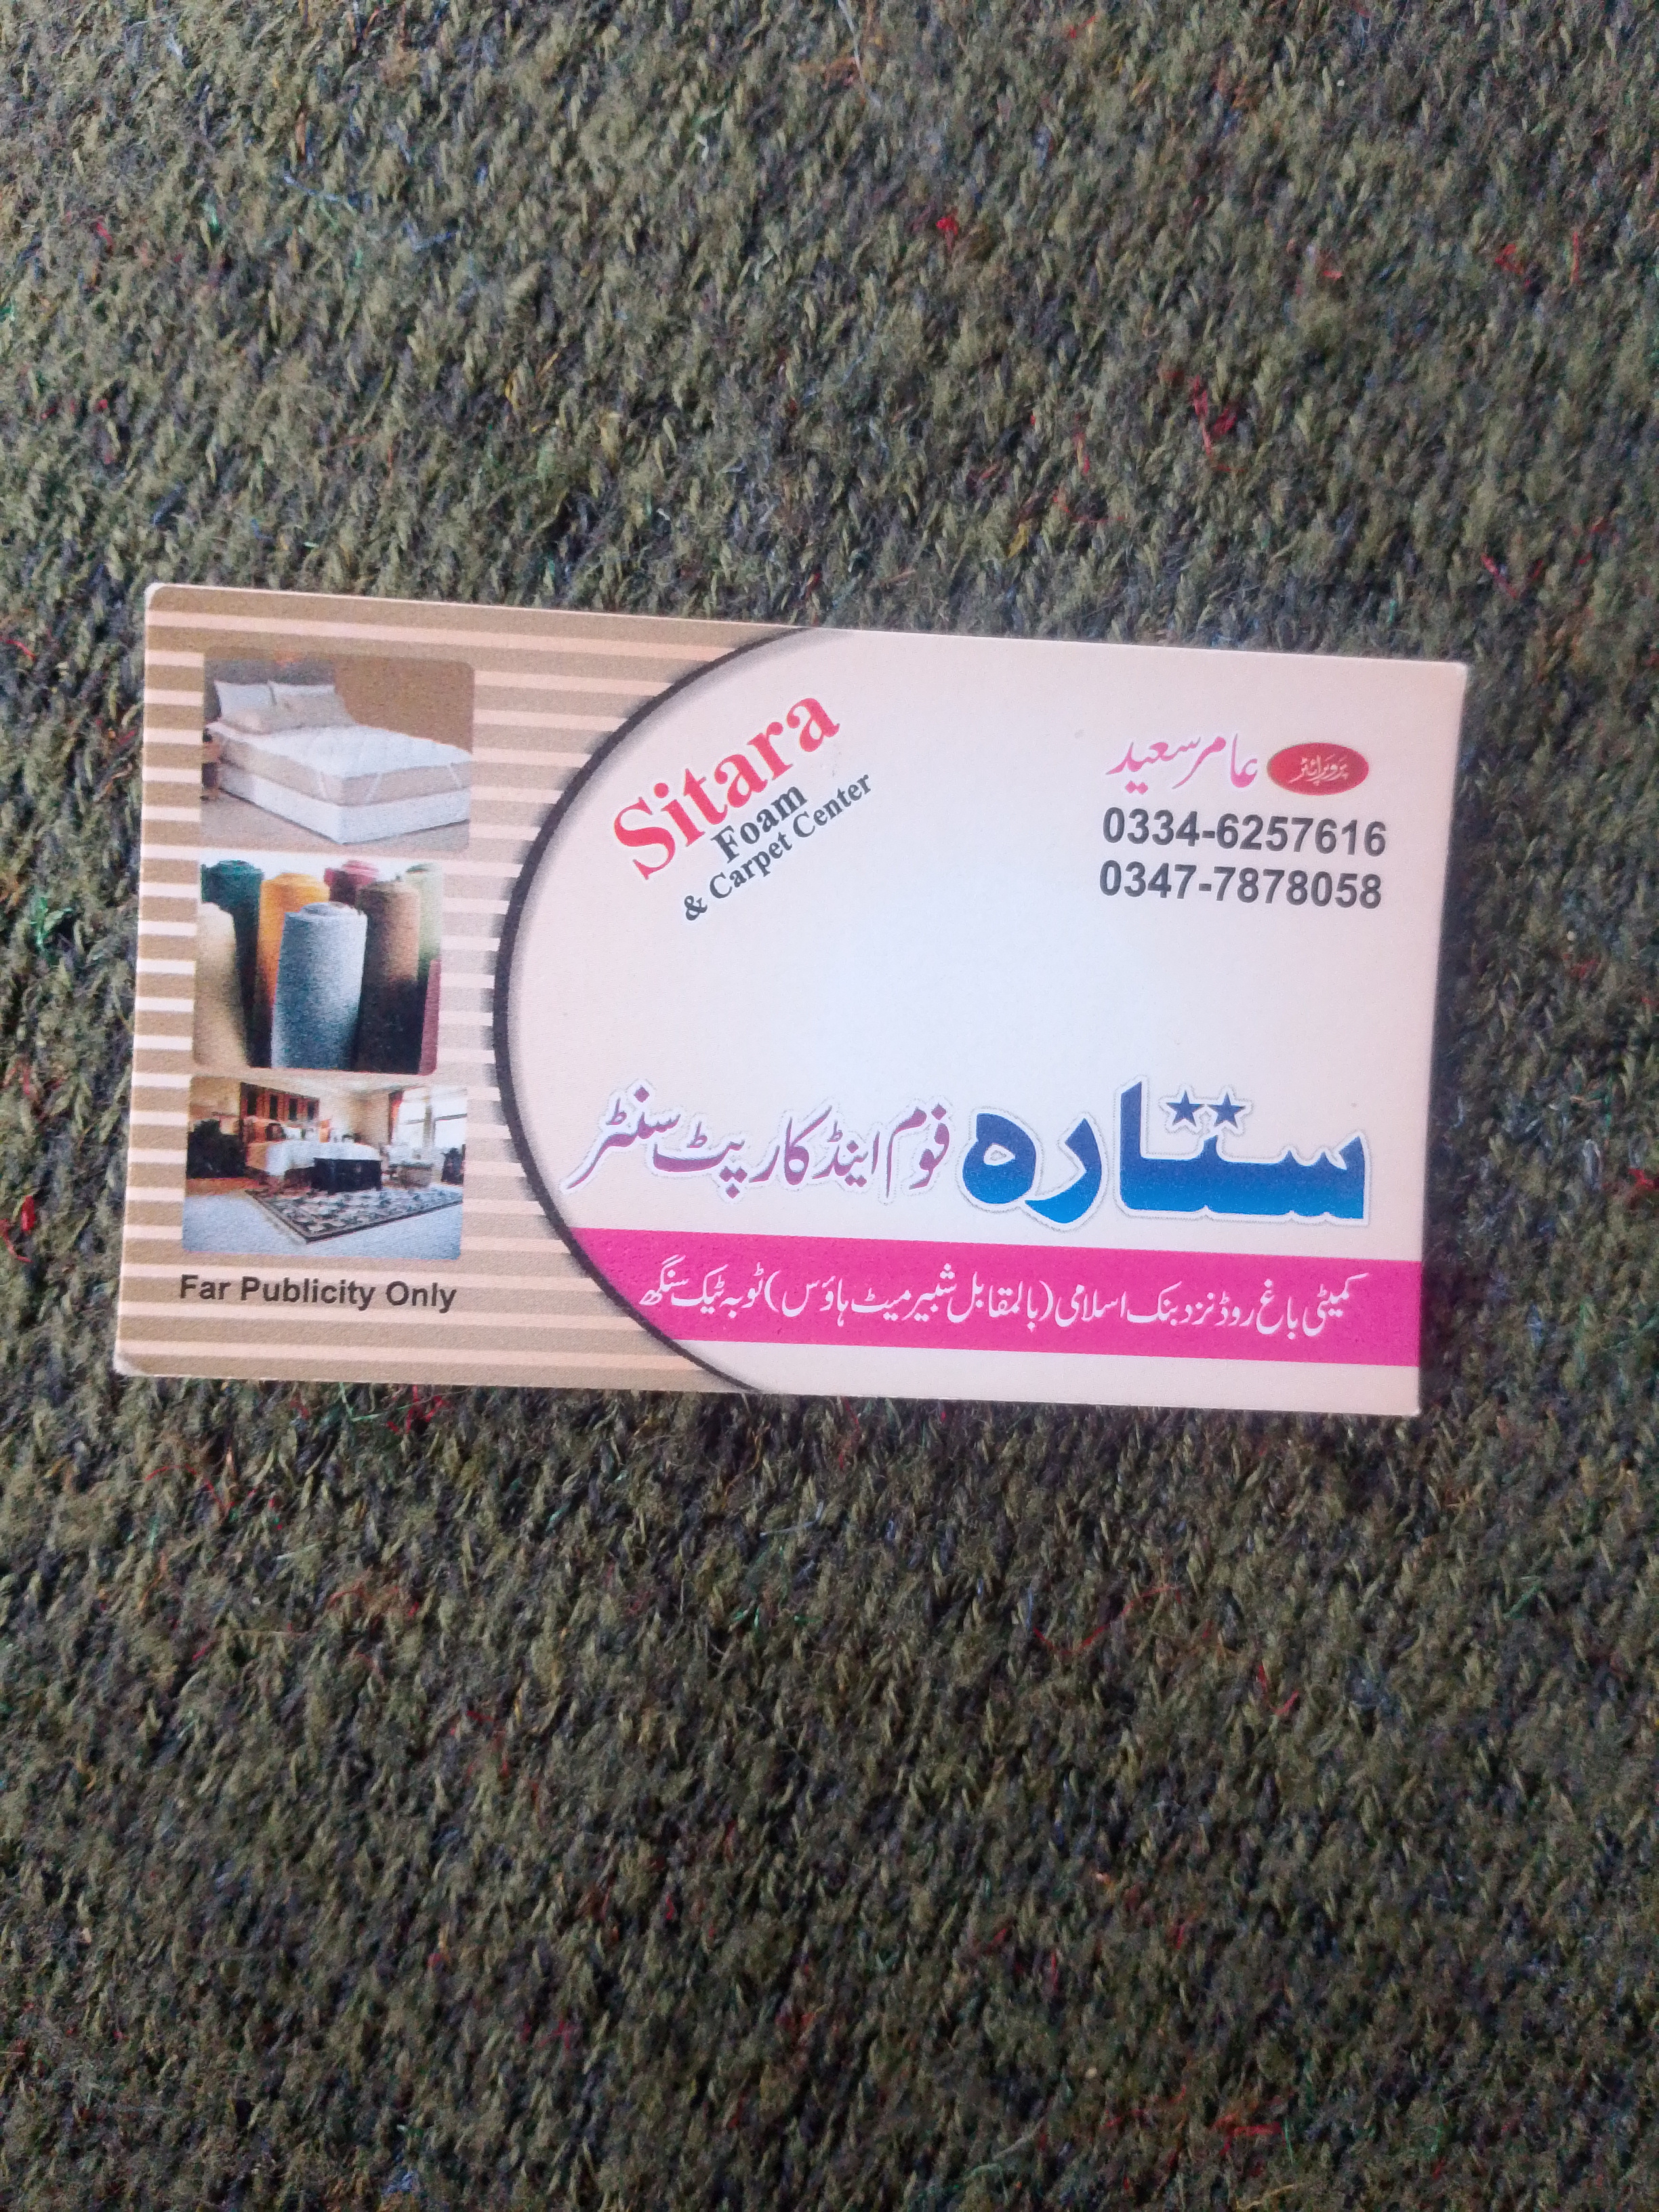 Sitara
Foam
& Carpet Center
پروپرائٹر عامر سعید
0334-6257616
0347-7878058
ستارہ فوم اینڈ کارپٹ سنٹر
کمیٹی باغ روڈ نزد بنک اسلامی (بالمقابل شبیر میٹ ہاؤس) ٹوبہ ٹیک سنگھ
Far Publicity Only